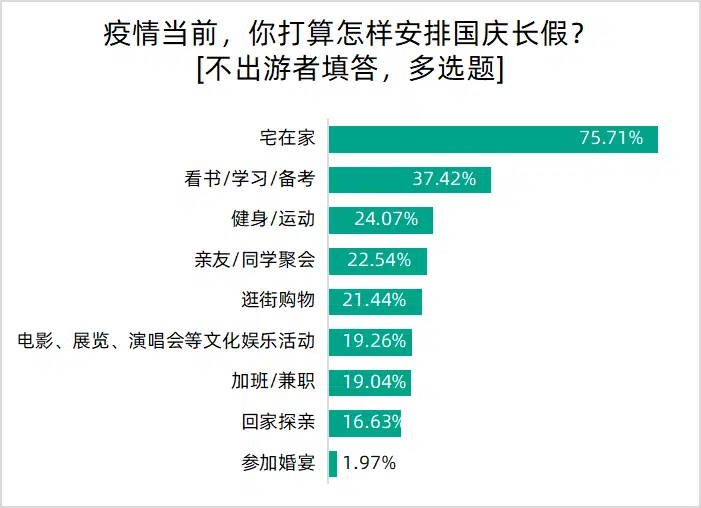 疫情当前，你打算怎样安排国庆长假？
[不出游者填答，多选题]
宅在家 75.71%
看书/学习/备考 37.42%
健身/运动 24.07%
亲友/同学聚会 22.54%
逛街购物 21.44%
电影、展览、演唱会等文化娱乐活动 19.26%
加班/兼职 19.04%
回家探亲 16.63%
参加婚宴 1.97%